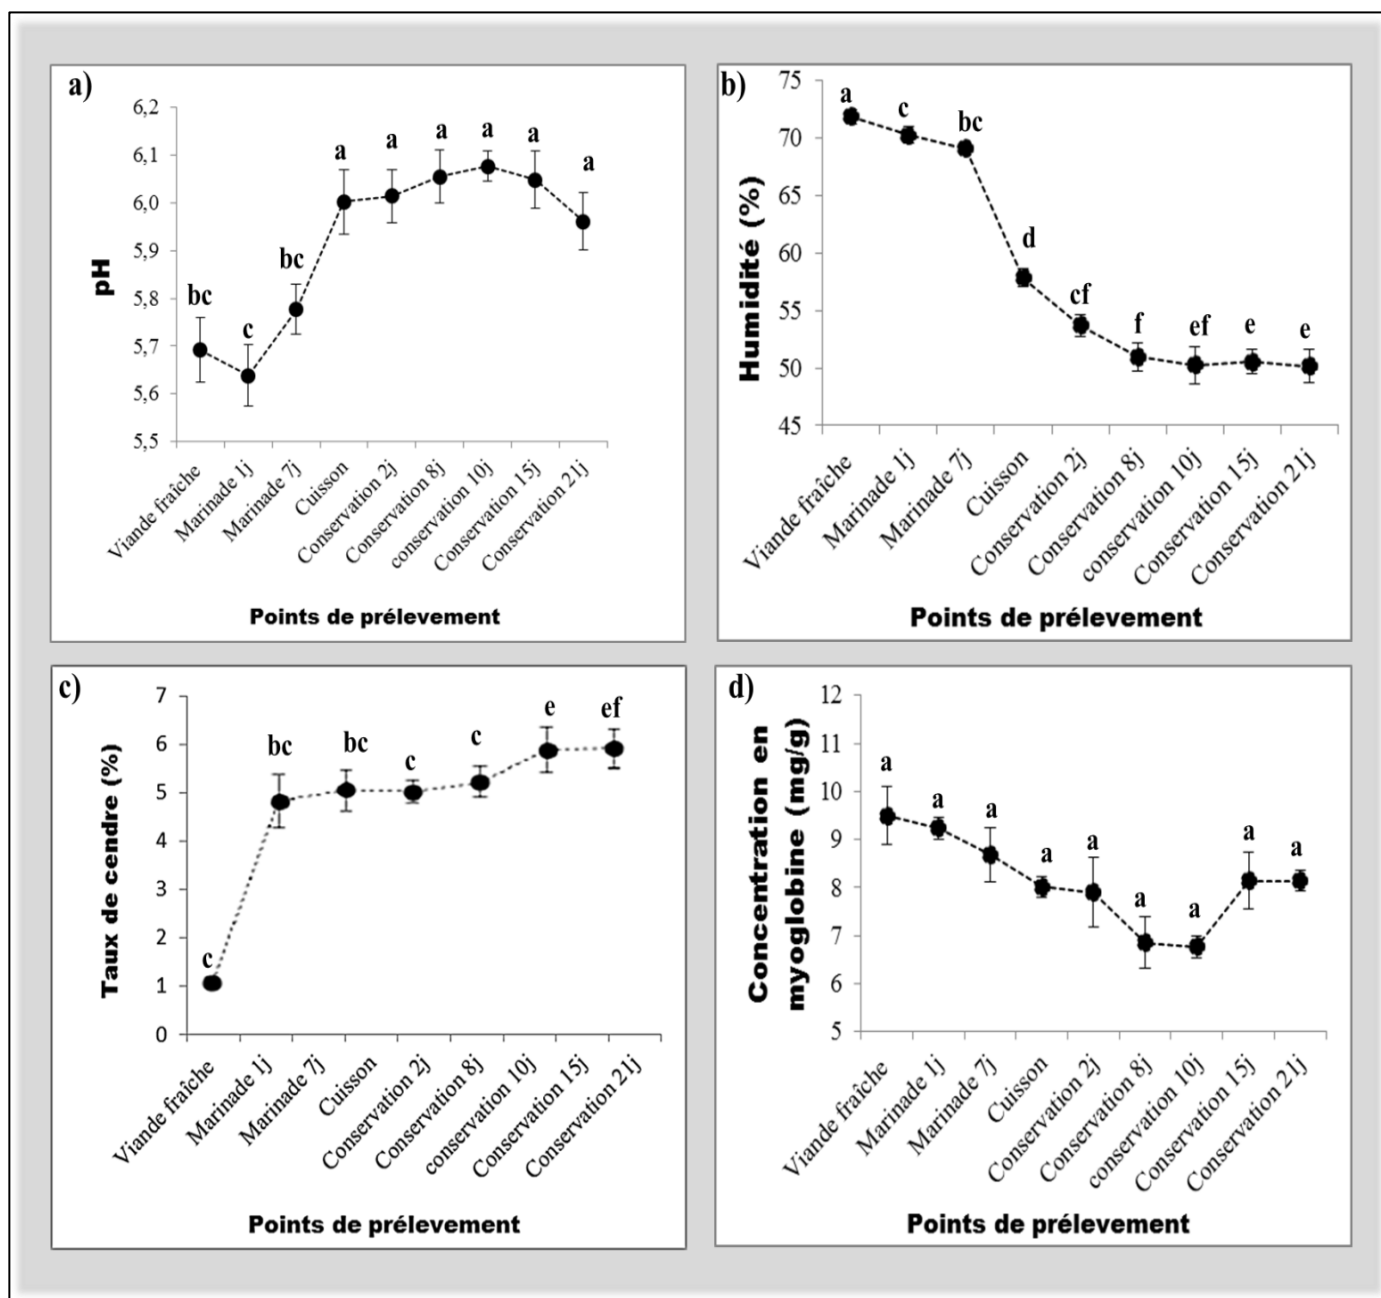 a)
pH
6,2
6,1
6,0
5,9
5,8
5,7
5,6
5,5
bc
c
bc
a
a
a
a
a
a
Viande fraîche
Marinade 1j
Marinade 7j
Cuisson
Conservation 2j
Conservation 8j
conservation 10j
Conservation 15j
Conservation 21j
Points de prélevement
b)
Humidité (%)
75
70
65
60
55
50
45
a
c
bc
d
cf
f
ef
e
e
Viande fraîche
Marinade 1j
Marinade 7j
Cuisson
Conservation 2j
Conservation 8j
conservation 10j
Conservation 15j
Conservation 21j
Points de prélevement
c)
Taux de cendre (%)
7
6
5
4
3
2
1
0
c
bc
bc
c
c
e
ef
Viande fraîche
Marinade 1j
Marinade 7j
Cuisson
Conservation 2j
Conservation 8j
conservation 10j
Conservation 15j
Conservation 21j
Points de prélevement
d)
Concentration en
myoglobine (mg/g)
12
11
10
9
8
7
6
5
a
a
a
a
a
a
a
a
a
Viande fraîche
Marinade 1j
Marinade 7j
Cuisson
Conservation 2j
Conservation 8j
conservation 10j
Conservation 15j
Conservation 21j
Points de prélevement